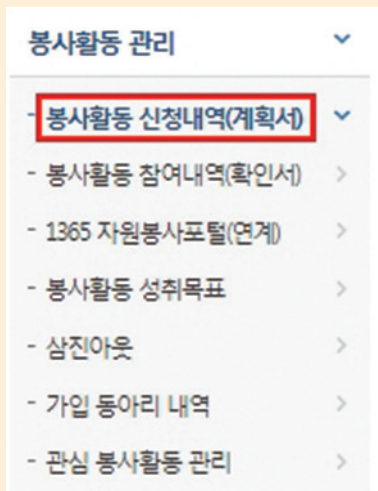 봉사활동 관리
- 봉사활동 신청내역(계획서)
- 봉사활동 참여내역(확인서)
- 1365 자원봉사포털(연계)
- 봉사활동 성취목표
- 삼진아웃
- 가입 동아리 내역
- 관심 봉사활동 관리